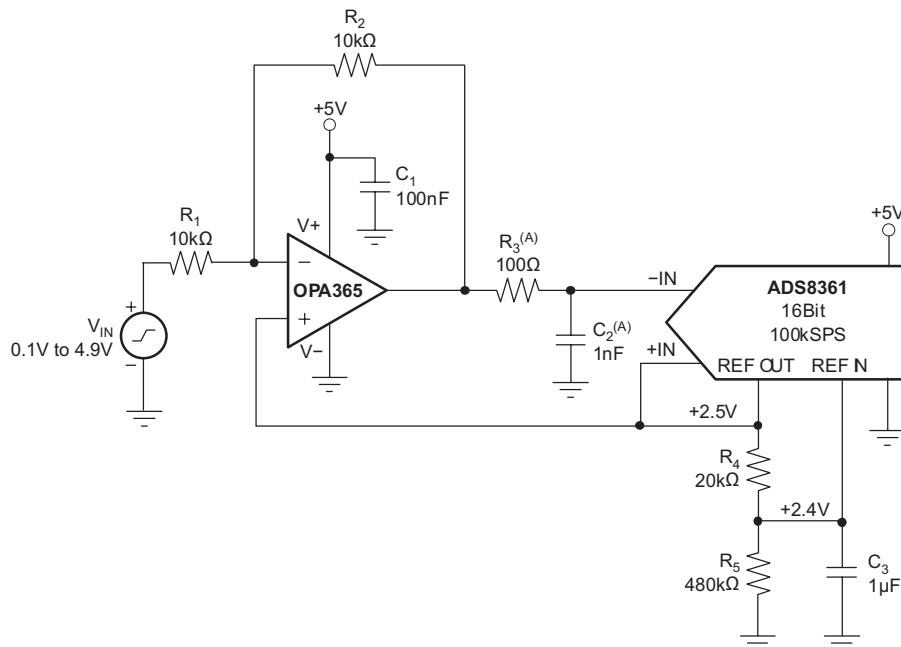 R2
10kΩ
+5V
C1
100nF
R1
10kΩ
V+
−
OPA365
+
V−
+
VIN
0.1V to 4.9V
−
R3(A)
100Ω
C2(A)
1nF
−IN
+IN
+5V
ADS8361
16Bit
100kSPS
REF OUT
REF IN
+2.5V
R4
20kΩ
+2.4V
R5
480kΩ
C3
1µF